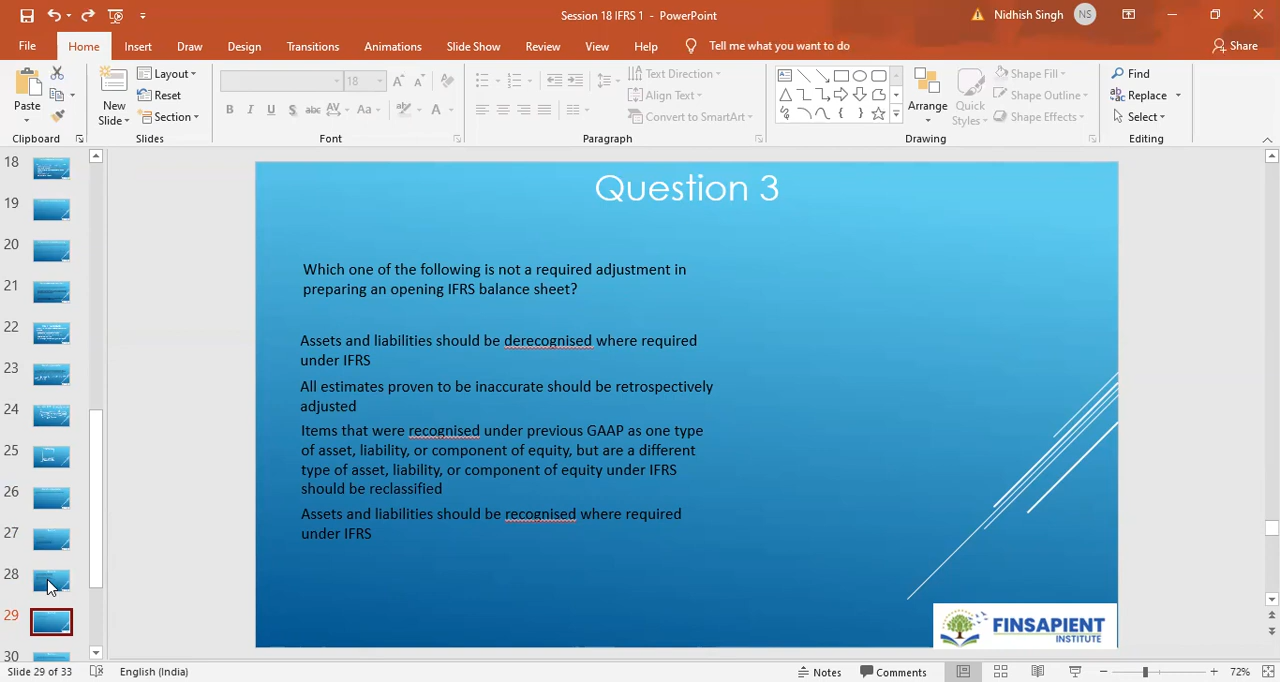 Session 18 IFRS 1 - PowerPoint
Nidhish Singh NS
File Home Insert Draw Design Transitions Animations Slide Show Review View Help Tell me what you want to do Share
Paste
Clipboard
New Slide
Layout
Reset
Section
Slides
18
B I U S abc AV Aa A
Font
Paragraph
Text Direction
Align Text
Convert to SmartArt
Arrange
Quick Styles
Shape Fill
Shape Outline
Shape Effects
Drawing
Find
Replace
Select
Editing
18
19
20
21
22
23
24
25
26
27
28
29
30
Question 3
Which one of the following is not a required adjustment in
preparing an opening IFRS balance sheet?
Assets and liabilities should be derecognised where required
under IFRS
All estimates proven to be inaccurate should be retrospectively
adjusted
Items that were recognised under previous GAAP as one type
of asset, liability, or component of equity, but are a different
type of asset, liability, or component of equity under IFRS
should be reclassified
Assets and liabilities should be recognised where required
under IFRS
FINSAPIENT
INSTITUTE
Slide 29 of 33 English (India) Notes Comments 72%